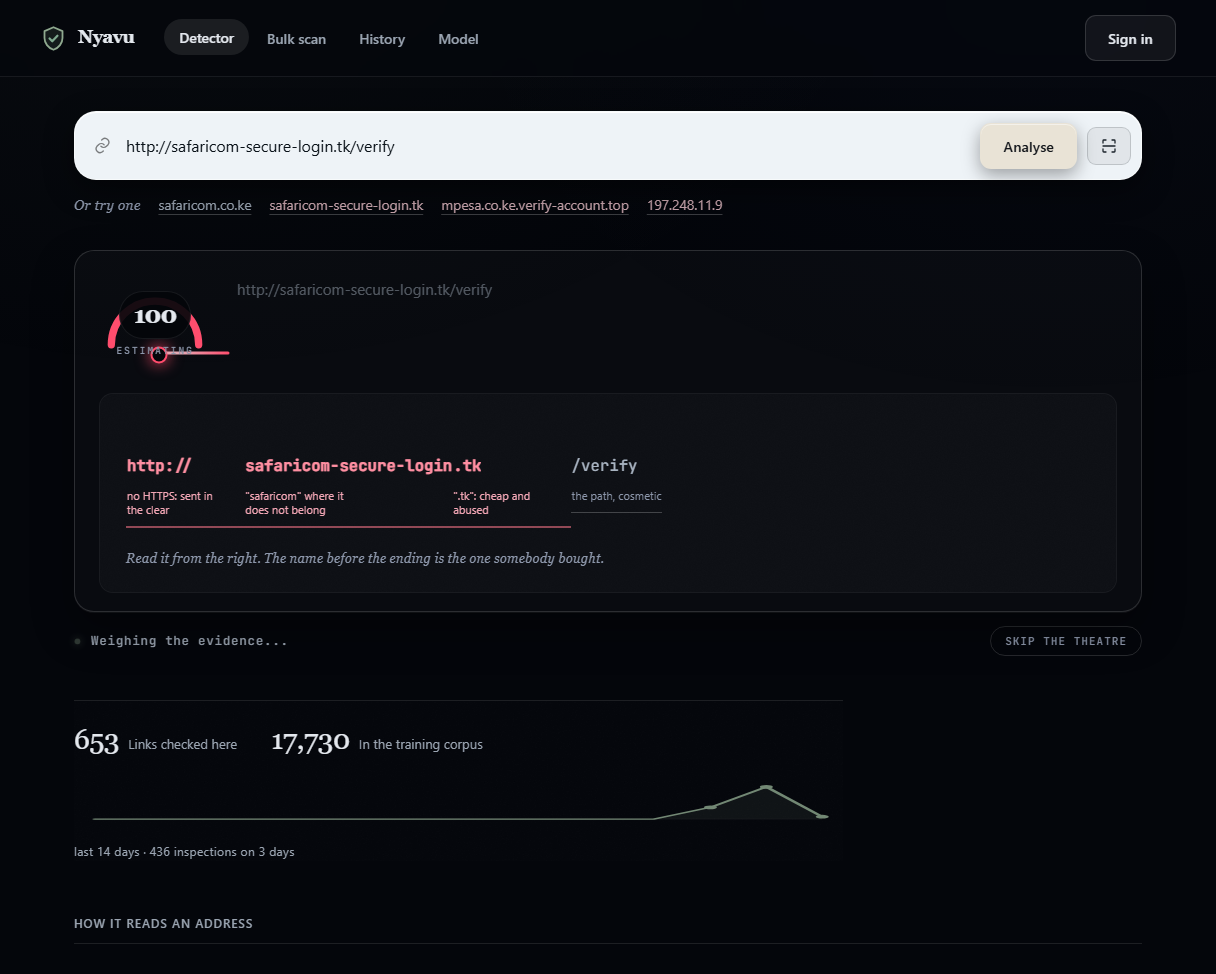 Nyavu
Detector
Bulk scan
History
Model
Sign in
http://safaricom-secure-login.tk/verify
Analyse
Or try one
safaricom.co.ke
safaricom-secure-login.tk
mpesa.co.ke.verify-account.top
197.248.11.9
http://safaricom-secure-login.tk/verify
100
ESTIMATING
http://
safaricom-secure-login.tk
/verify
no HTTPS: sent in
the clear
"safaricom" where it
does not belong
".tk": cheap and
abused
the path, cosmetic
Read it from the right. The name before the ending is the one somebody bought.
Weighing the evidence...
SKIP THE THEATRE
653 Links checked here
17,730 In the training corpus
last 14 days · 436 inspections on 3 days
HOW IT READS AN ADDRESS